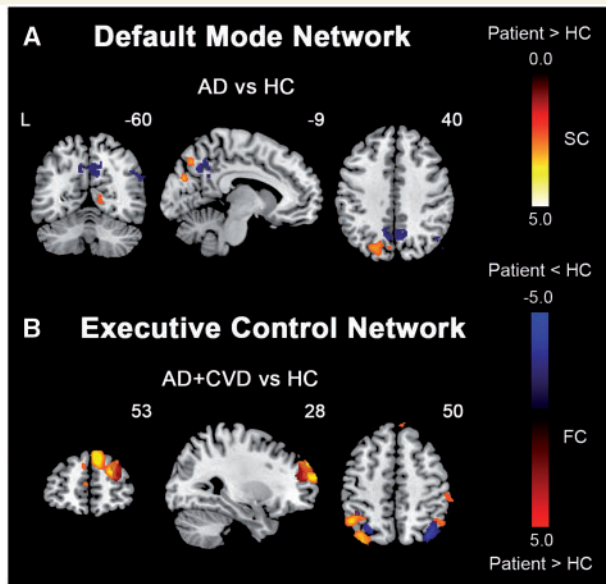 A Default Mode Network
AD vs HC
L -60 -9 40
B Executive Control Network
AD+CVD vs HC
53 28 50
Patient > HC
0.0
SC
5.0
Patient < HC
-5.0
FC
5.0
Patient > HC